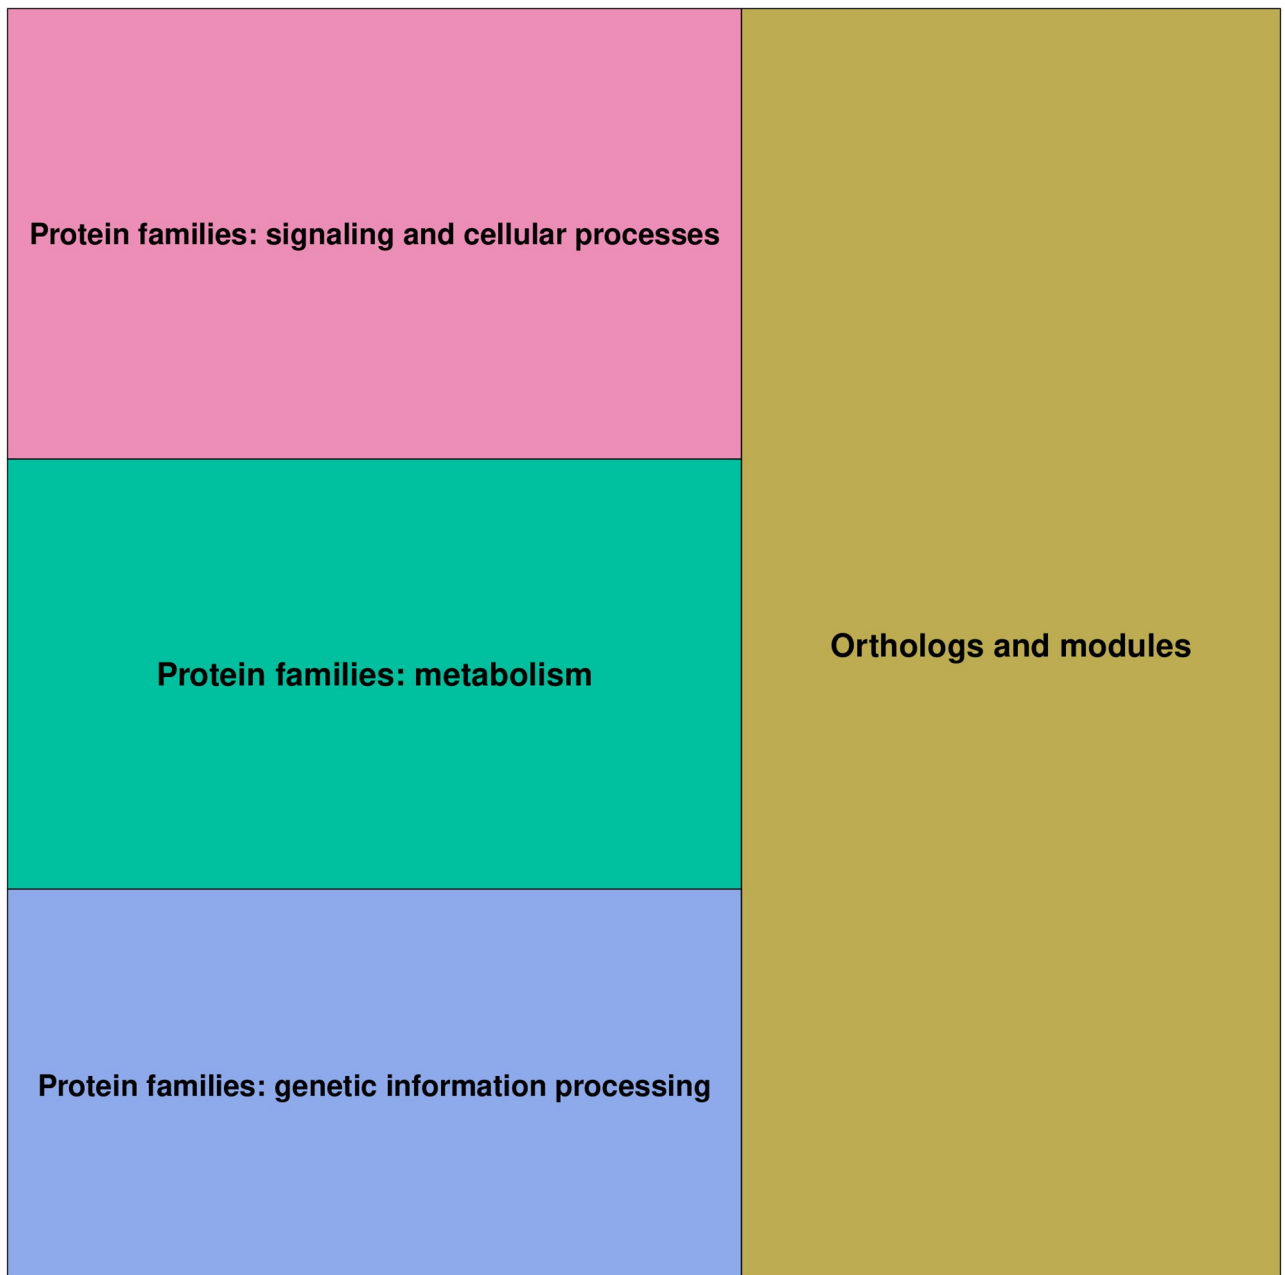 Protein families: signaling and cellular processes
Protein families: metabolism
Protein families: genetic information processing
Orthologs and modules